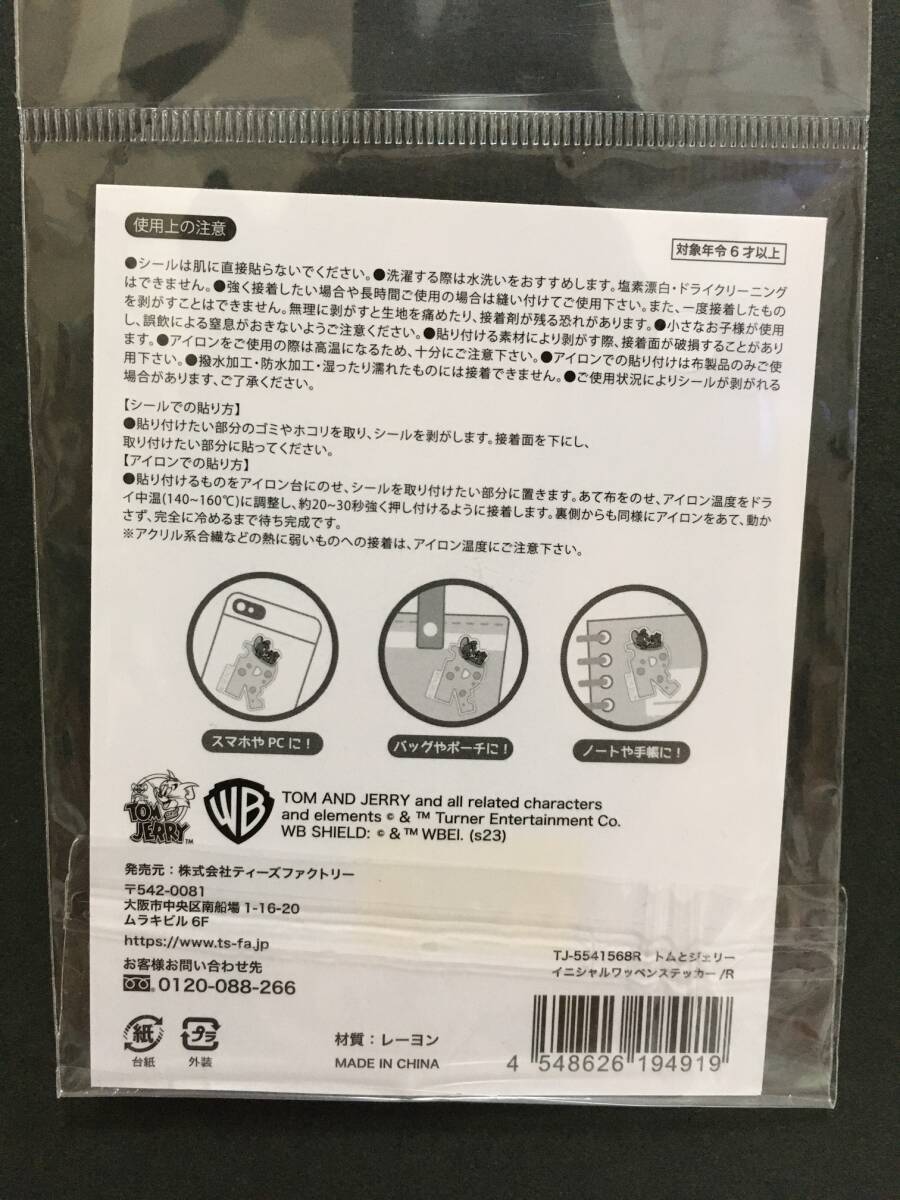 使用上の注意
対象年令6才以上
●シールは肌に直接貼らないでください。●洗濯する際は水洗いをおすすめします。塩素漂白・ドライクリーニング
はできません。●強く接着したい場合や長時間ご使用の場合は縫い付けてご使用下さい。また、一度接着したもの
を剥がすことはできません。無理に剥がすと生地を痛めたり、接着剤が残る恐れがあります。●小さなお子様が使用
し、誤飲による窒息がおきないようご注意ください。●貼り付ける素材により剥がす際、接着面が破損することがあり
ます。●アイロンをご使用の際は高温になるため、十分にご注意下さい。●アイロンでの貼り付けは布製品のみご使
用下さい。●撥水加工・防水加工・湿ったり濡れたものには接着できません。●ご使用状況によりシールが剥がれる
場合があります、ご了承ください。
【シールでの貼り方】
●貼り付けたい部分のゴミやホコリを取り、シールを剥がします。接着面を下にし、
取り付けたい部分に貼ってください。
【アイロンでの貼り方】
●貼り付けるものをアイロン台にのせ、シールを取り付けたい部分に置きます。あて布をのせ、アイロン温度をドラ
イ中温(140~160℃)に調整し、約20~30秒強く押し付けるように接着します。裏側からも同様にアイロンをあて、動か
さず、完全に冷めるまで待ち完成です。
※アクリル系合繊などの熱に弱いものへの接着は、アイロン温度にご注意下さい。
スマホやPCに!
バッグやポーチに!
ノートや手帳に!
TOM AND JERRY™
WB
TOM AND JERRY and all related characters
and elements © & ™ Turner Entertainment Co.
WB SHIELD: © & ™ WBEI. (s23)
発売元：株式会社ティーズファクトリー
〒542-0081
大阪市中央区南船場1-16-20
ムラキビル6F
https://www.ts-fa.jp
お客様お問い合わせ先
0120-088-266
TJ-5541568R トムとジェリー
イニシャルワッペンステッカー/R
紙
台紙
プラ
外装
材質：レーヨン
MADE IN CHINA
4 548626 194919